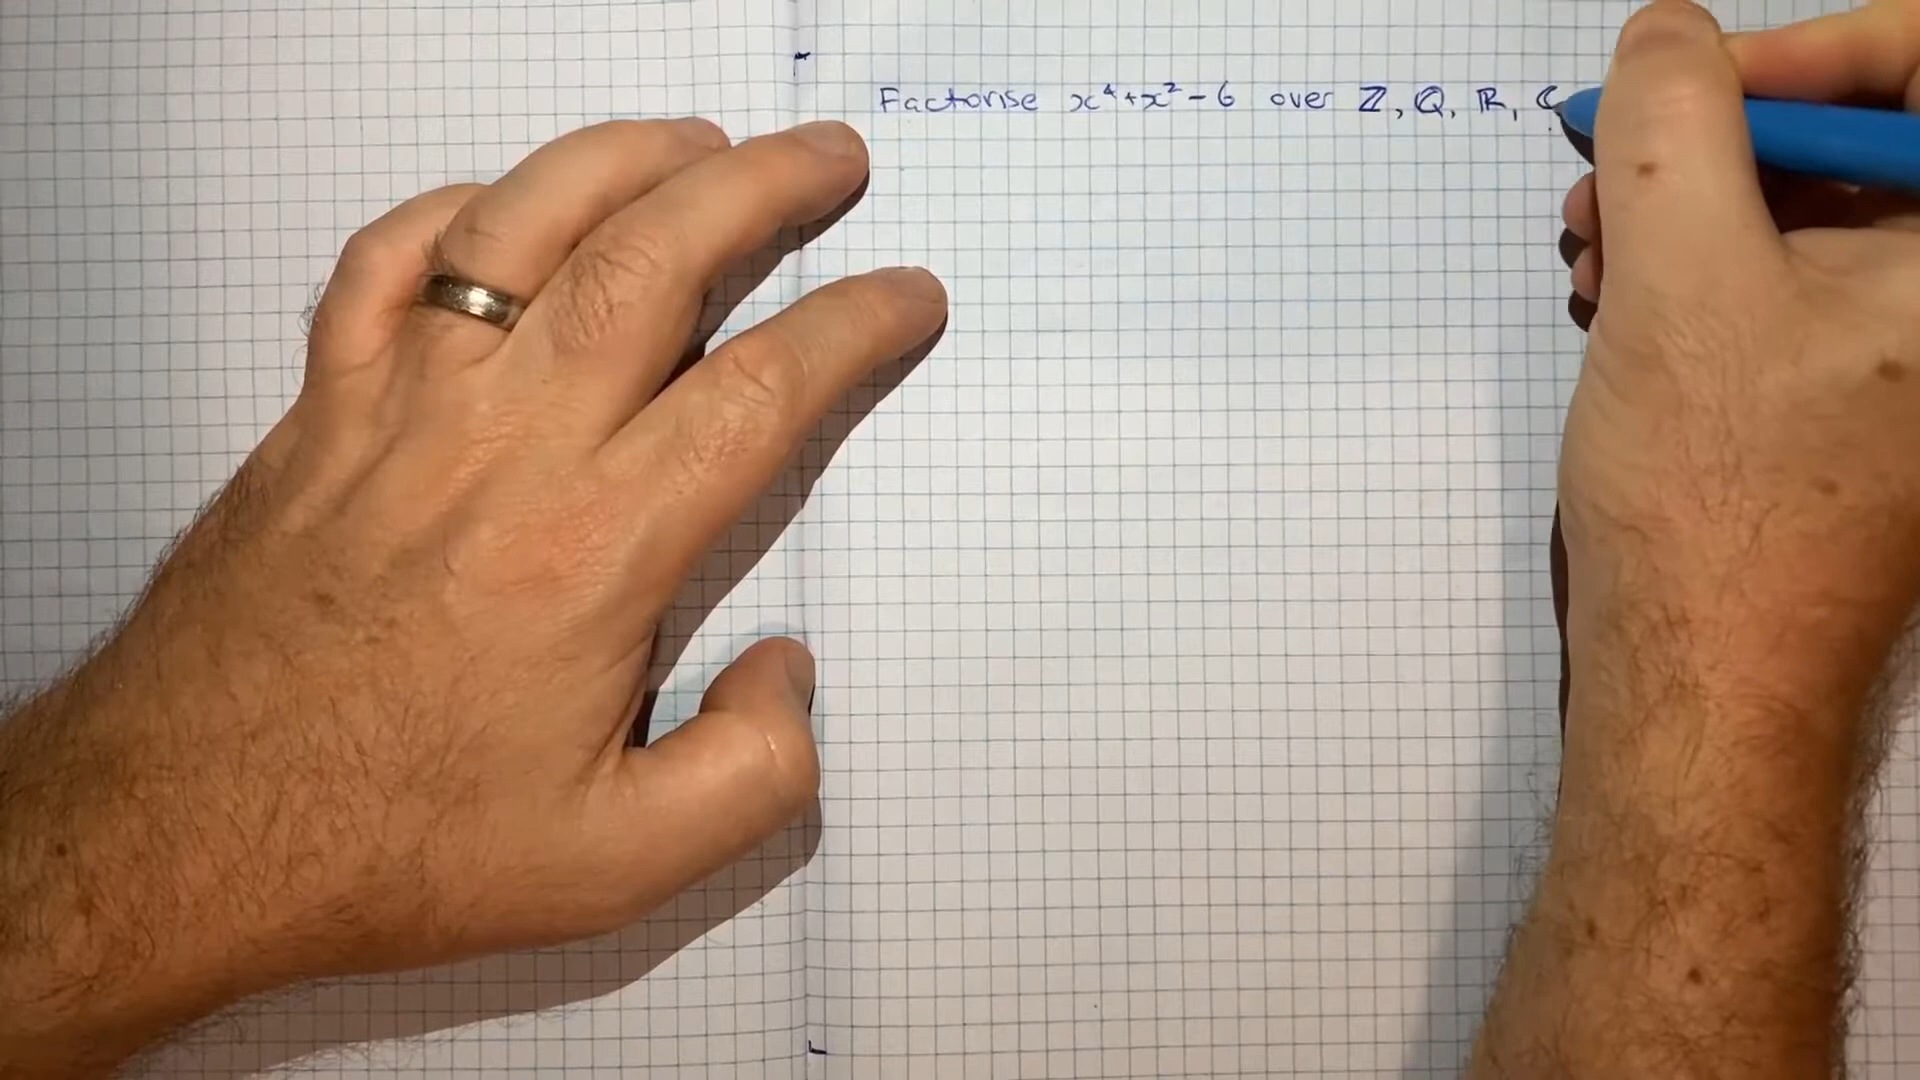 Factorise x⁴+x²-6 over ℤ, ℚ, ℝ, ℂ